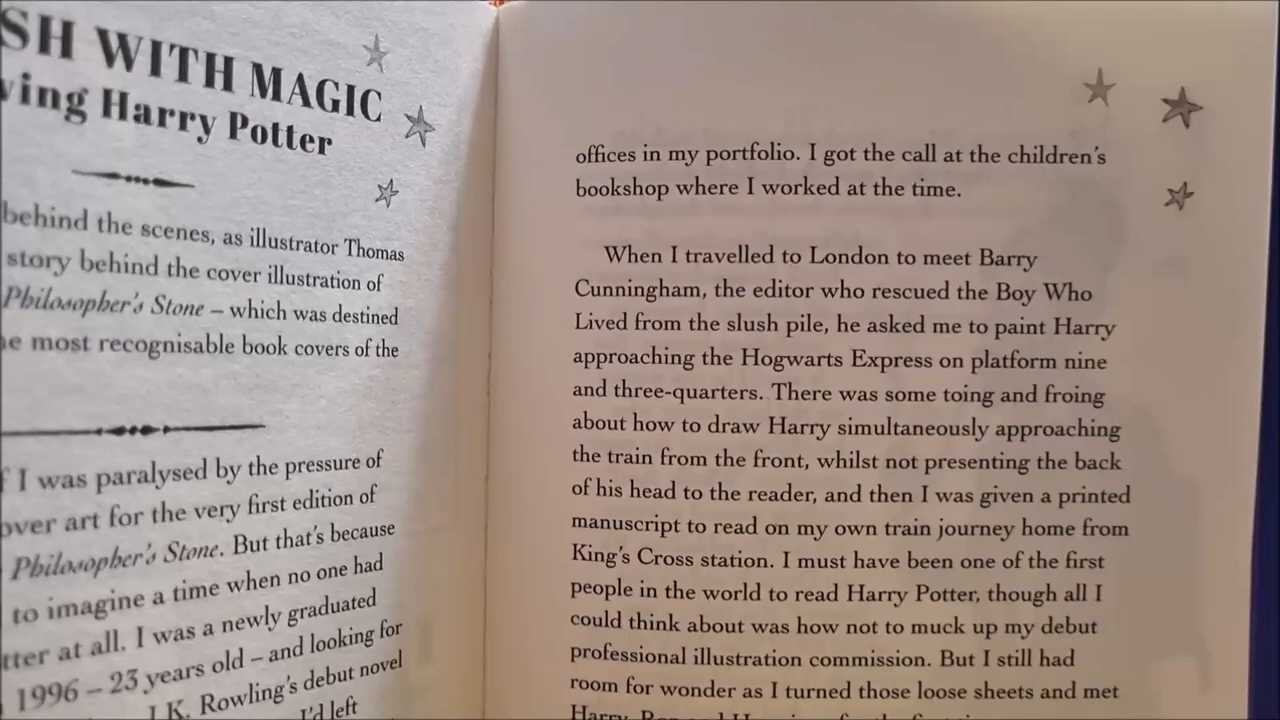 SH WITH MAGIC
ving Harry Potter
behind the scenes, as illustrator Thomas
story behind the cover illustration of
Philosopher's Stone – which was destined
e most recognisable book covers of the
f I was paralysed by the pressure of
over art for the very first edition of
Philosopher's Stone. But that's because
to imagine a time when no one had
tter at all. I was a newly graduated
1996 – 23 years old – and looking for
J.K. Rowling's debut novel
I'd left
offices in my portfolio. I got the call at the children's
bookshop where I worked at the time.
When I travelled to London to meet Barry
Cunningham, the editor who rescued the Boy Who
Lived from the slush pile, he asked me to paint Harry
approaching the Hogwarts Express on platform nine
and three-quarters. There was some toing and froing
about how to draw Harry simultaneously approaching
the train from the front, whilst not presenting the back
of his head to the reader, and then I was given a printed
manuscript to read on my own train journey home from
King's Cross station. I must have been one of the first
people in the world to read Harry Potter, though all I
could think about was how not to muck up my debut
professional illustration commission. But I still had
room for wonder as I turned those loose sheets and met
Harry, Ron and